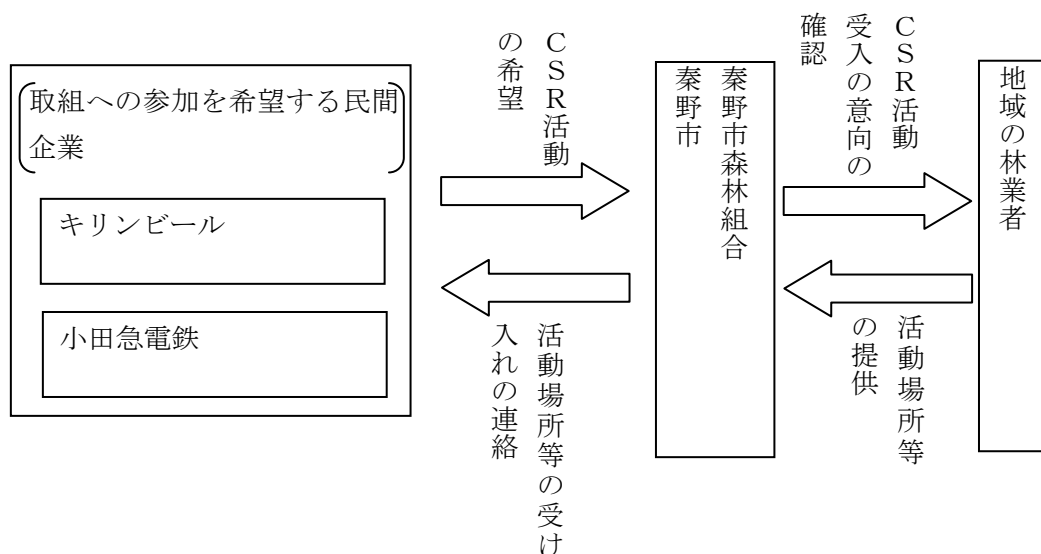 取組への参加を希望する民間
企業
キリンビール
小田急電鉄
CSR活動
の希望
活動場所等の受け
入れの連絡
秦野市森林組合
秦野市
CSR活動
受入の意向の
確認
活動場所等
の提供
地域の林業者